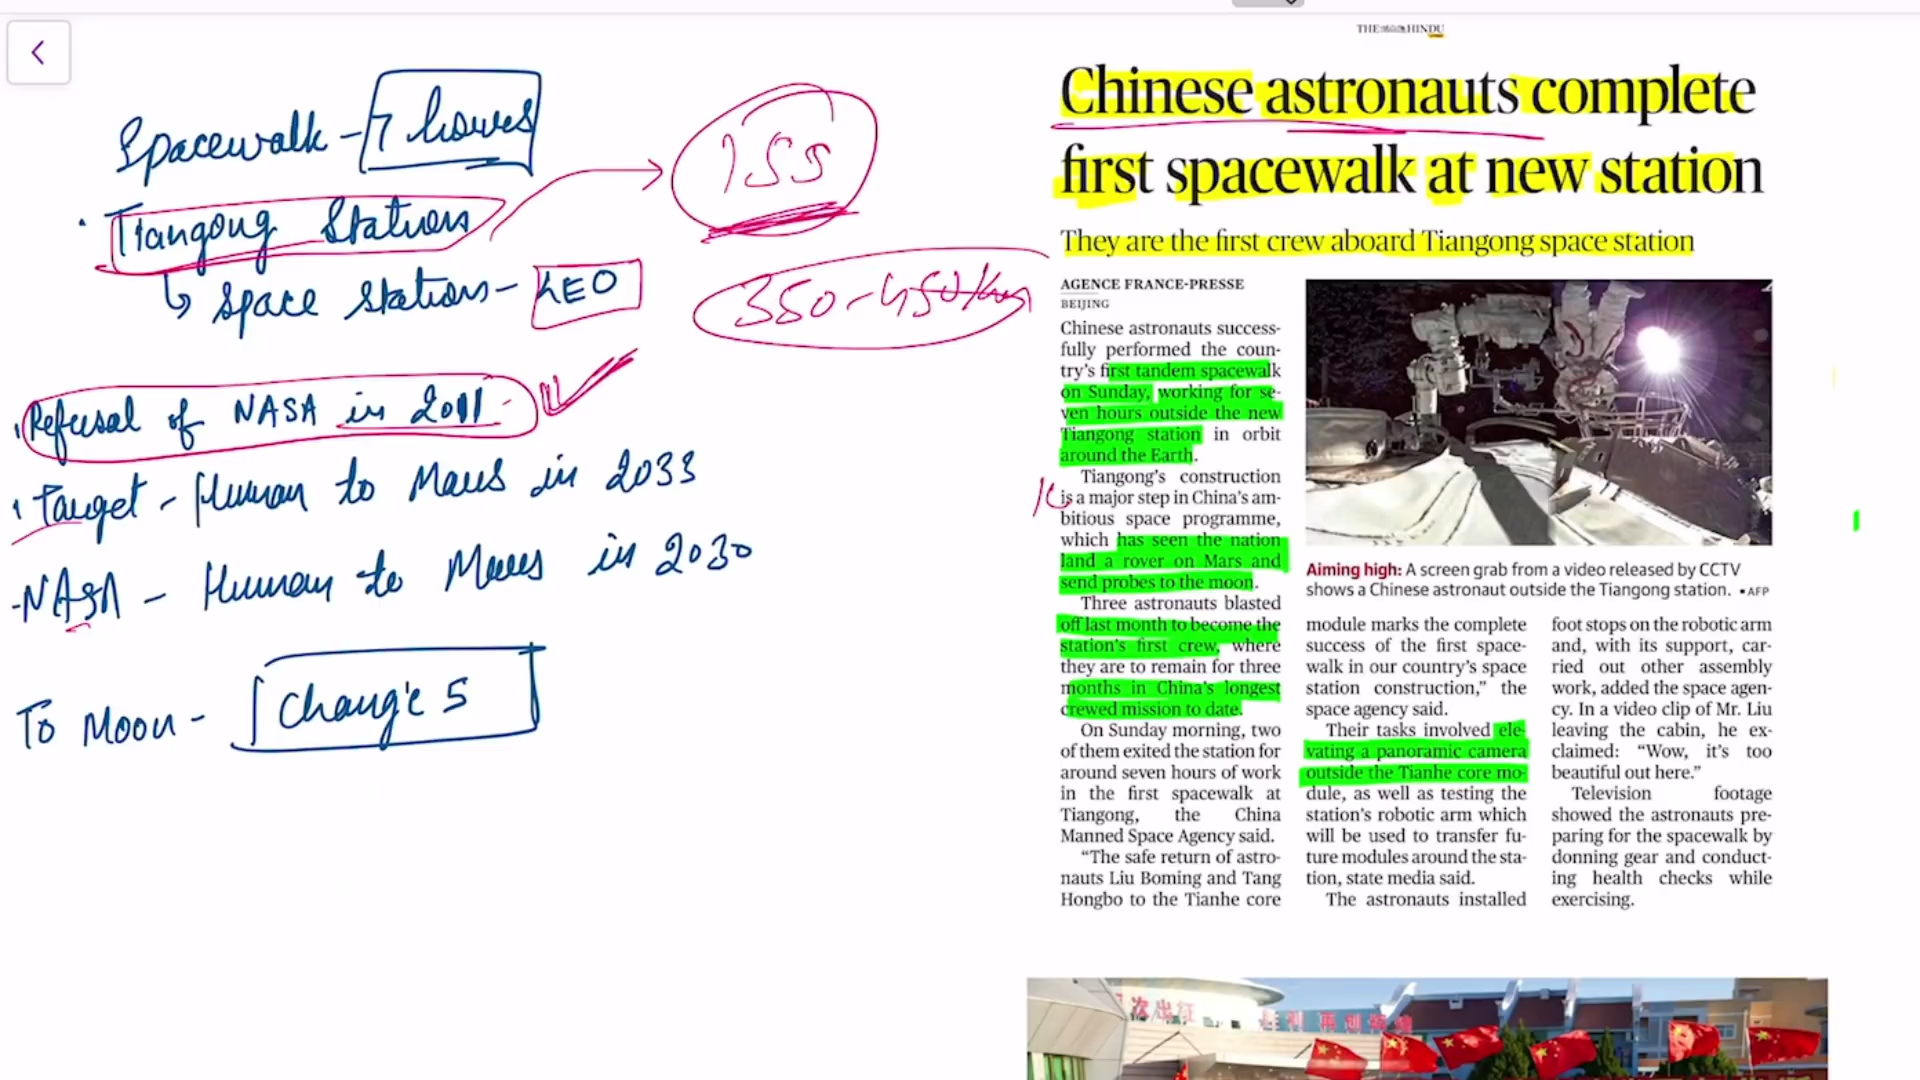 Spacewalk - 7 hours
Tiangong Station
Space Station - LEO
ISS
350-450 km
Refusal of NASA in 2011
Target - Human to Mars in 2033
NASA - Human to Mars in 2030
To Moon - Chang'e 5
THE HINDU
Chinese astronauts complete
first spacewalk at new station
They are the first crew aboard Tiangong space station
AGENCE FRANCE-PRESSE
BEIJING
Chinese astronauts success-
fully performed the coun-
try's first tandem spacewalk
on Sunday, working for se-
ven hours outside the new
Tiangong station in orbit
around the Earth.
Tiangong's construction
is a major step in China's am-
bitious space programme,
which has seen the nation
land a rover on Mars and
send probes to the moon.
Three astronauts blasted
off last month to become the
station's first crew, where
they are to remain for three
months in China's longest
crewed mission to date.
On Sunday morning, two
of them exited the station for
around seven hours of work
in the first spacewalk at
Tiangong, the China
Manned Space Agency said.
"The safe return of astro-
nauts Liu Boming and Tang
Hongbo to the Tianhe core
Aiming high: A screen grab from a video released by CCTV
shows a Chinese astronaut outside the Tiangong station. • AFP
module marks the complete
success of the first space-
walk in our country's space
station construction," the
space agency said.
Their tasks involved ele-
vating a panoramic camera
outside the Tianhe core mo-
dule, as well as testing the
station's robotic arm which
will be used to transfer fu-
ture modules around the sta-
tion, state media said.
The astronauts installed
foot stops on the robotic arm
and, with its support, car-
ried out other assembly
work, added the space agen-
cy. In a video clip of Mr. Liu
leaving the cabin, he ex-
claimed: "Wow, it's too
beautiful out here."
Television footage
showed the astronauts pre-
paring for the spacewalk by
donning gear and conduct-
ing health checks while
exercising.
次出征